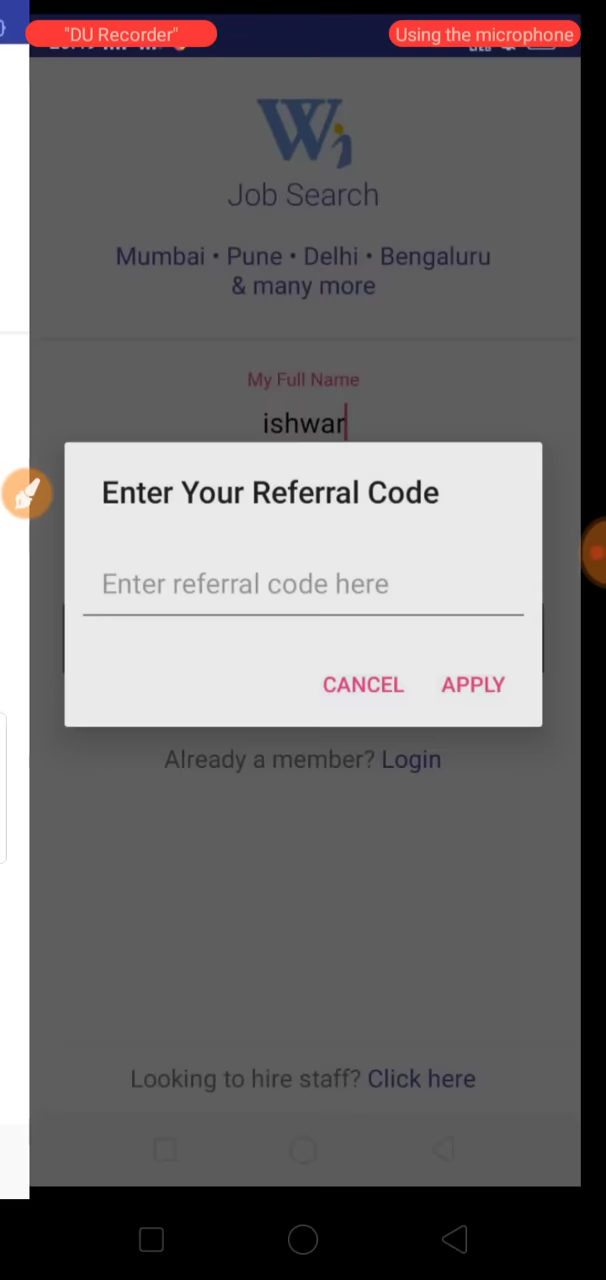 "DU Recorder"
Using the microphone
Wi
Job Search
Mumbai • Pune • Delhi • Bengaluru
& many more
My Full Name
ishwar
Enter Your Referral Code
Enter referral code here
CANCEL APPLY
Already a member? Login
Looking to hire staff? Click here